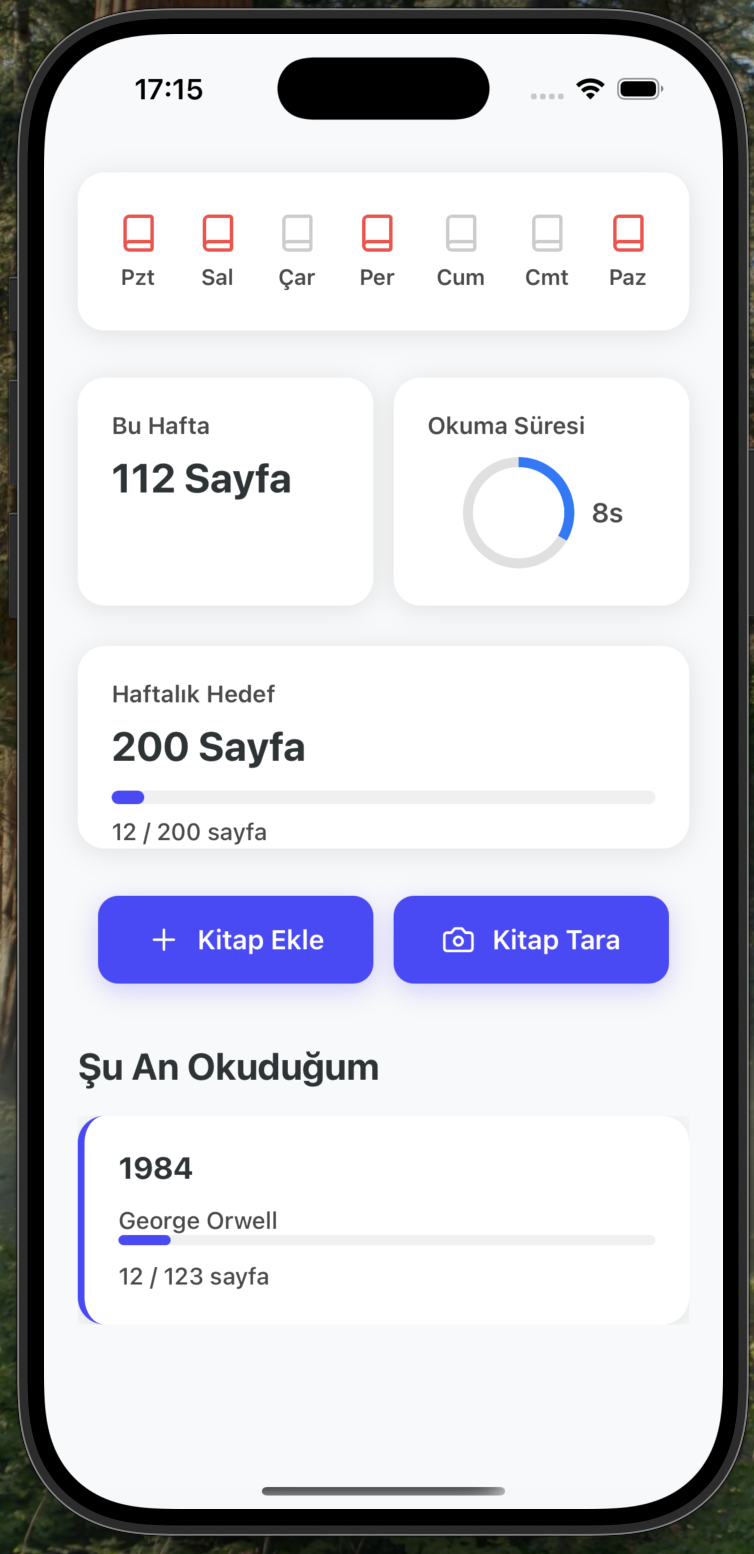 17:15
Pzt Sal Çar Per Cum Cmt Paz
Bu Hafta
112 Sayfa
Okuma Süresi
8s
Haftalık Hedef
200 Sayfa
12 / 200 sayfa
Kitap Ekle
Kitap Tara
Şu An Okuduğum
1984
George Orwell
12 / 123 sayfa